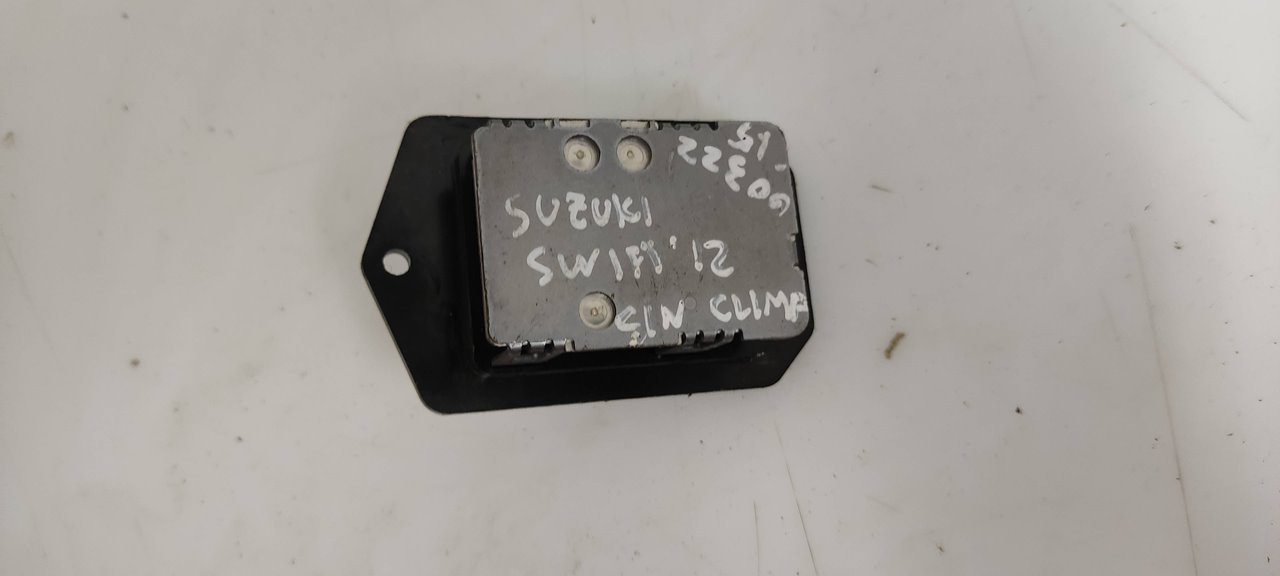 SUZUKI
SWIFT '12
SIN CLIMA